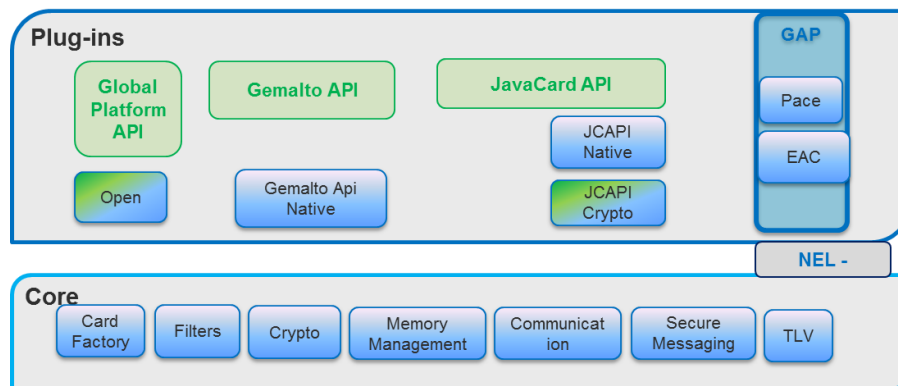 Plug-ins
GAP
Global
Platform
API
Gemalto API
JavaCard API
Pace
JCAPI
Native
EAC
Open
Gemalto Api
Native
JCAPI
Crypto
NEL -
Core
Card
Factory
Filters
Crypto
Memory
Management
Communicat
ion
Secure
Messaging
TLV